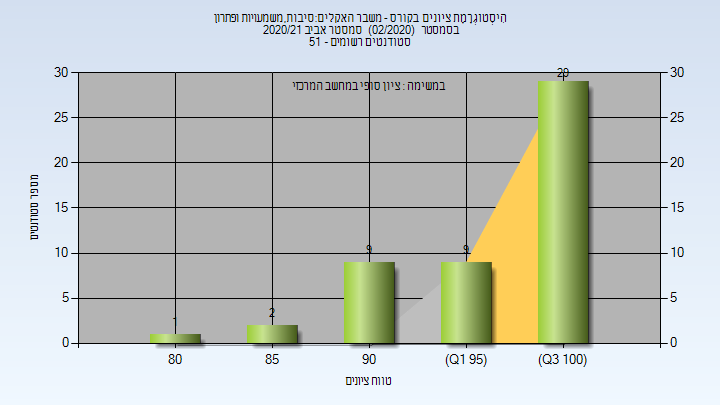 הִיסְטוֹגְרָמַת ציונים בקורס - משבר האקלים:סיבות,משמעויות ופתרון
בסמסטר (02/2020) סמסטר אביב 2020/21
סטודנטים רשומים - 51
במשימה : ציון סופי במחשב המרכזי
מספר סטודנטים
30 30
25 25
20 20
15 15
10 10
5 5
0 0
1 2 9 9 29
80 85 90 (Q1 95) (Q3 100)
טווח ציונים